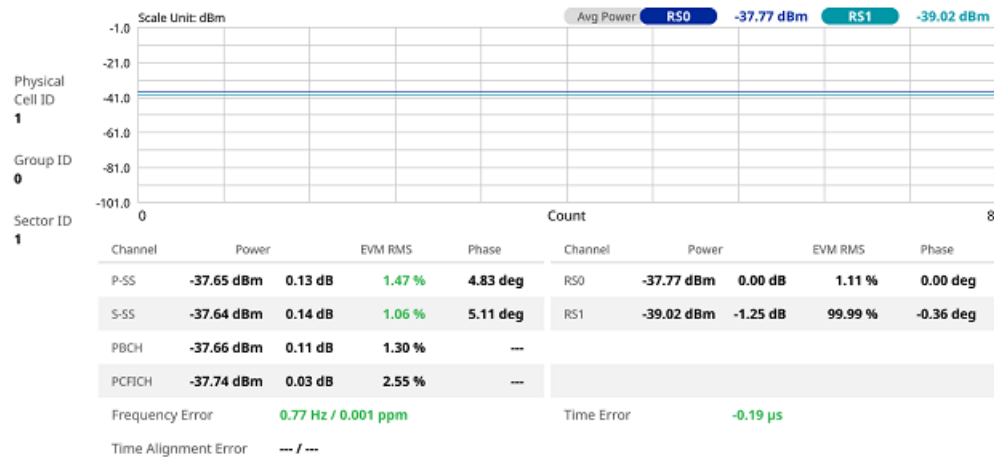 Scale Unit: dBm
Avg Power RS0 -37.77 dBm RS1 -39.02 dBm
-1.0
-21.0
-41.0
-61.0
-81.0
-101.0
0 Count 8
Physical
Cell ID
1
Group ID
0
Sector ID
1
Channel Power EVM RMS Phase
P-SS -37.65 dBm 0.13 dB 1.47 % 4.83 deg
S-SS -37.64 dBm 0.14 dB 1.06 % 5.11 deg
PBCH -37.66 dBm 0.11 dB 1.30 % ---
PCFICH -37.74 dBm 0.03 dB 2.55 % ---
Frequency Error 0.77 Hz / 0.001 ppm
Time Alignment Error --- / ---
Channel Power EVM RMS Phase
RS0 -37.77 dBm 0.00 dB 1.11 % 0.00 deg
RS1 -39.02 dBm -1.25 dB 99.99 % -0.36 deg
Time Error -0.19 µs